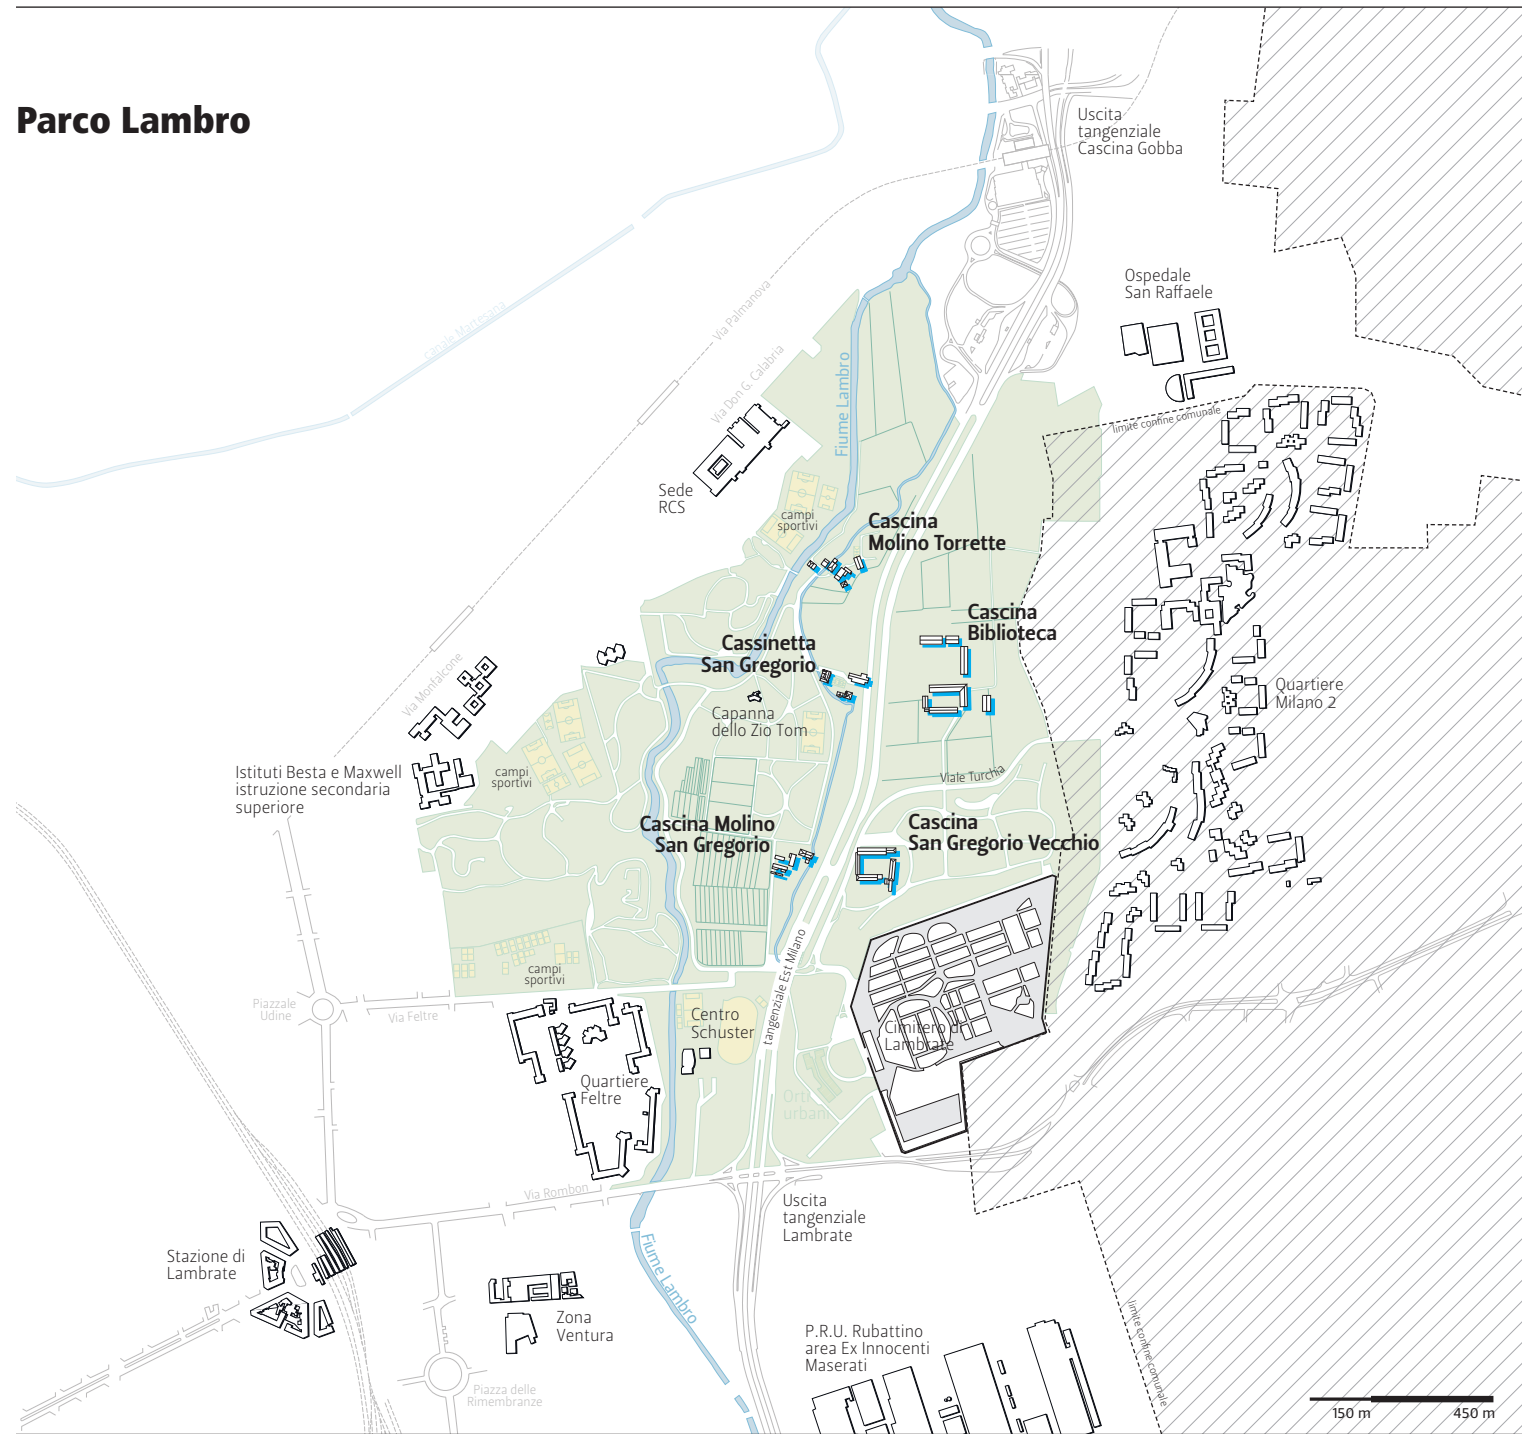 Parco Lambro
Uscita
tangenziale
Cascina Gobba
Ospedale
San Raffaele
canale Martesana
Via Palmanova
Via Don G. Calabria
Fiume Lambro
limite confine comunale
Sede
RCS
campi
sportivi
Cascina
Molino Torrette
Cascina
Biblioteca
Cassinetta
San Gregorio
Via Monfalcone
Capanna
dello Zio Tom
Quartiere
Milano 2
Istituti Besta e Maxwell
istruzione secondaria
superiore
campi
sportivi
Viale Turchia
Cascina Molino
San Gregorio
Cascina
San Gregorio Vecchio
campi
sportivi
tangenziale Est Milano
Piazzale
Udine
Via Feltre
Centro
Schuster
Cimitero di
Lambrate
Quartiere
Feltre
Orti
urbani
Via Rombon
Uscita
tangenziale
Lambrate
Stazione di
Lambrate
Fiume Lambro
Zona
Ventura
P.R.U. Rubattino
area Ex Innocenti
Maserati
limite confine comunale
Piazza delle
Rimembranze
150 m
450 m